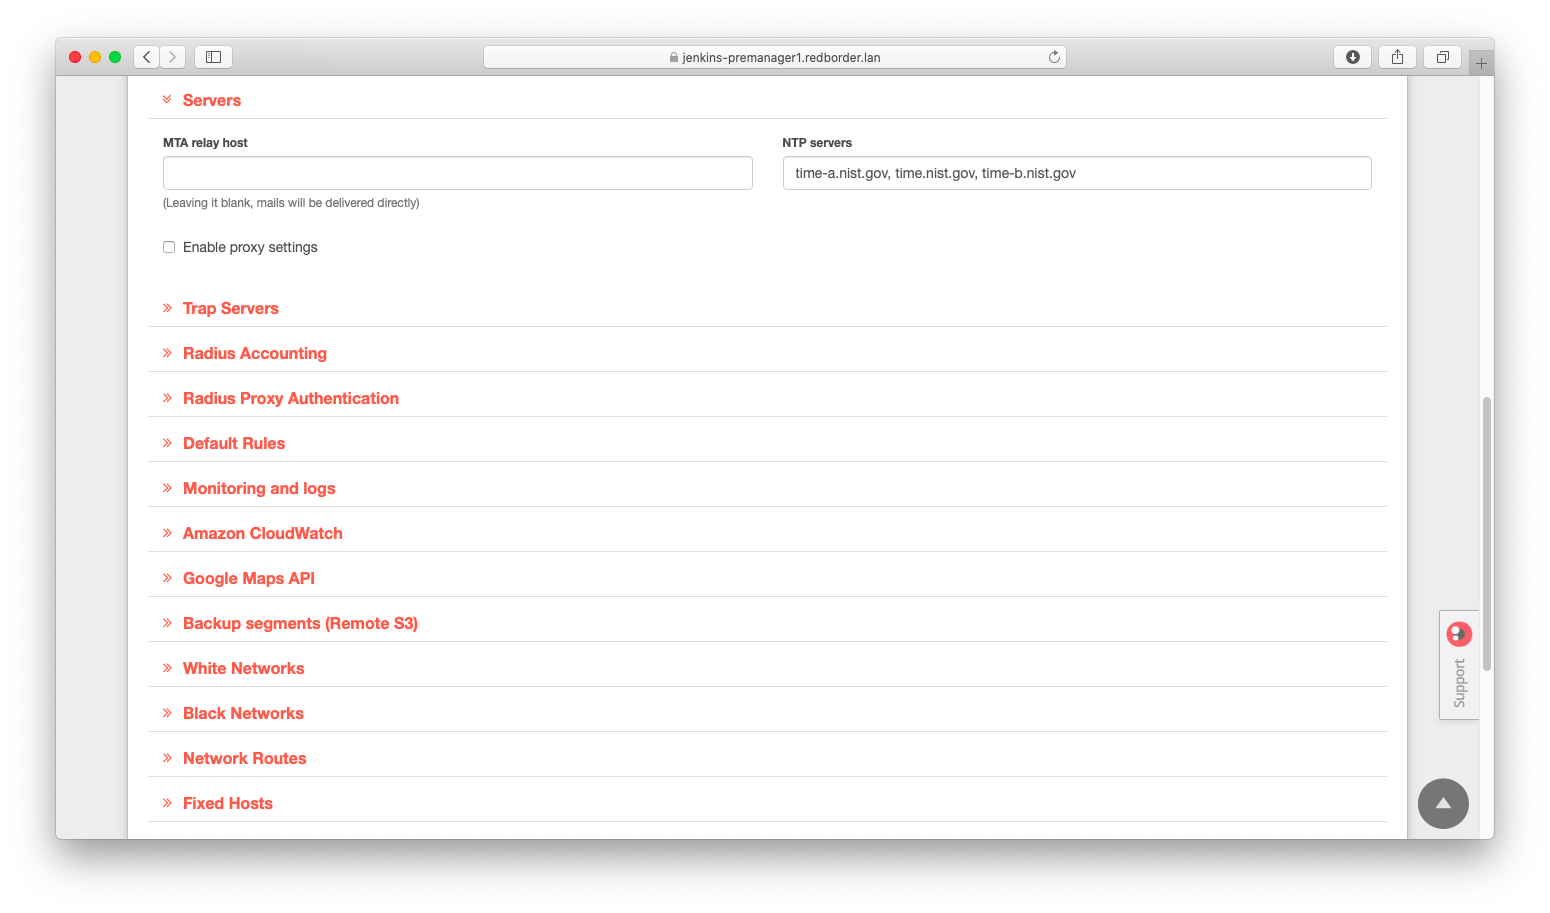 jenkins-premanager1.redborder.lan
Servers
MTA relay host
NTP servers
time-a.nist.gov, time.nist.gov, time-b.nist.gov
(Leaving it blank, mails will be delivered directly)
Enable proxy settings
Trap Servers
Radius Accounting
Radius Proxy Authentication
Default Rules
Monitoring and logs
Amazon CloudWatch
Google Maps API
Backup segments (Remote S3)
White Networks
Black Networks
Network Routes
Fixed Hosts
Support